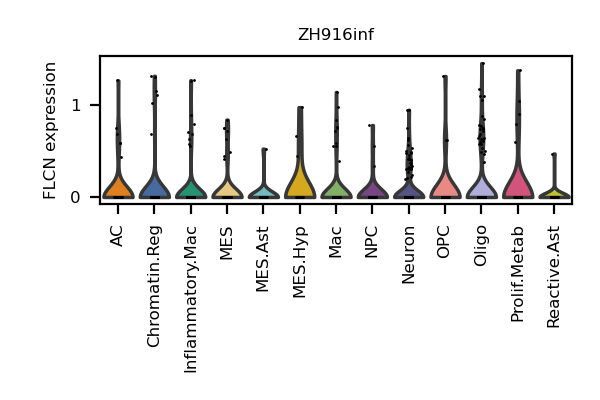 ZH916inf
FLCN expression
1
0
AC
Chromatin.Reg
Inflammatory.Mac
MES
MES.Ast
MES.Hyp
Mac
NPC
Neuron
OPC
Oligo
Prolif.Metab
Reactive.Ast